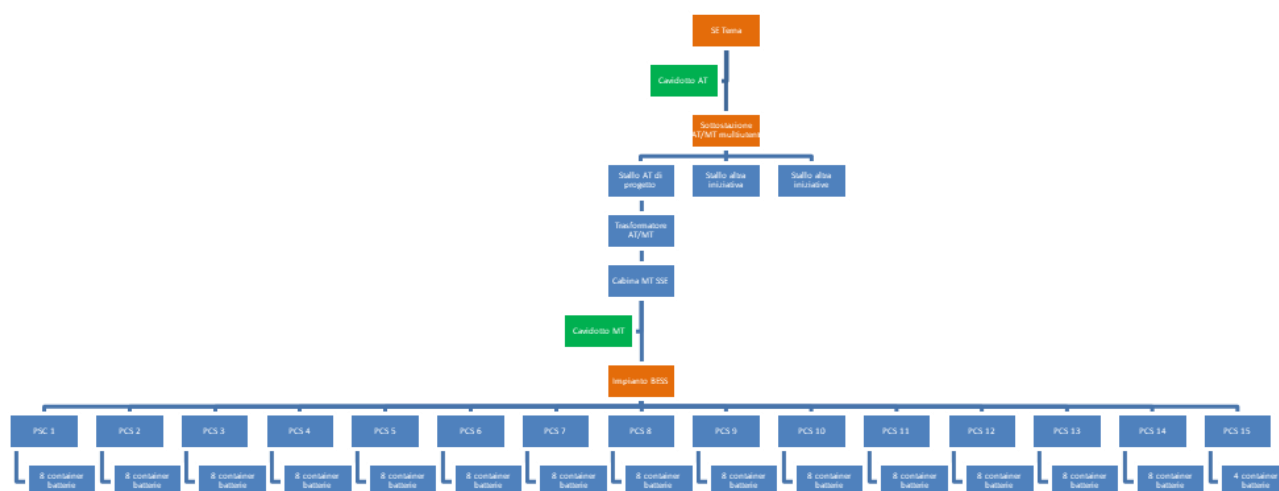 SE Terna
Cavidotto AT
Sottostazione
AT/MT multiutent
Stallo AT di
progetto
Stallo altra
iniziativa
Stallo altra
iniziative
Trasformatore
AT/MT
Cabina MT SSE
Cavidotto MT
Impianto BESS
PSC 1
PCS 2
PCS 3
PCS 4
PCS 5
PCS 6
PCS 7
PCS 8
PCS 9
PCS 10
PCS 11
PCS 12
PCS 13
PCS 14
PCS 15
8 container
batterie
8 container
batterie
8 container
batterie
8 container
batterie
8 container
batterie
8 container
batterie
8 container
batterie
8 container
batterie
8 container
batterie
8 container
batterie
8 container
batterie
8 container
batterie
8 container
batterie
8 container
batterie
4 container
batterie